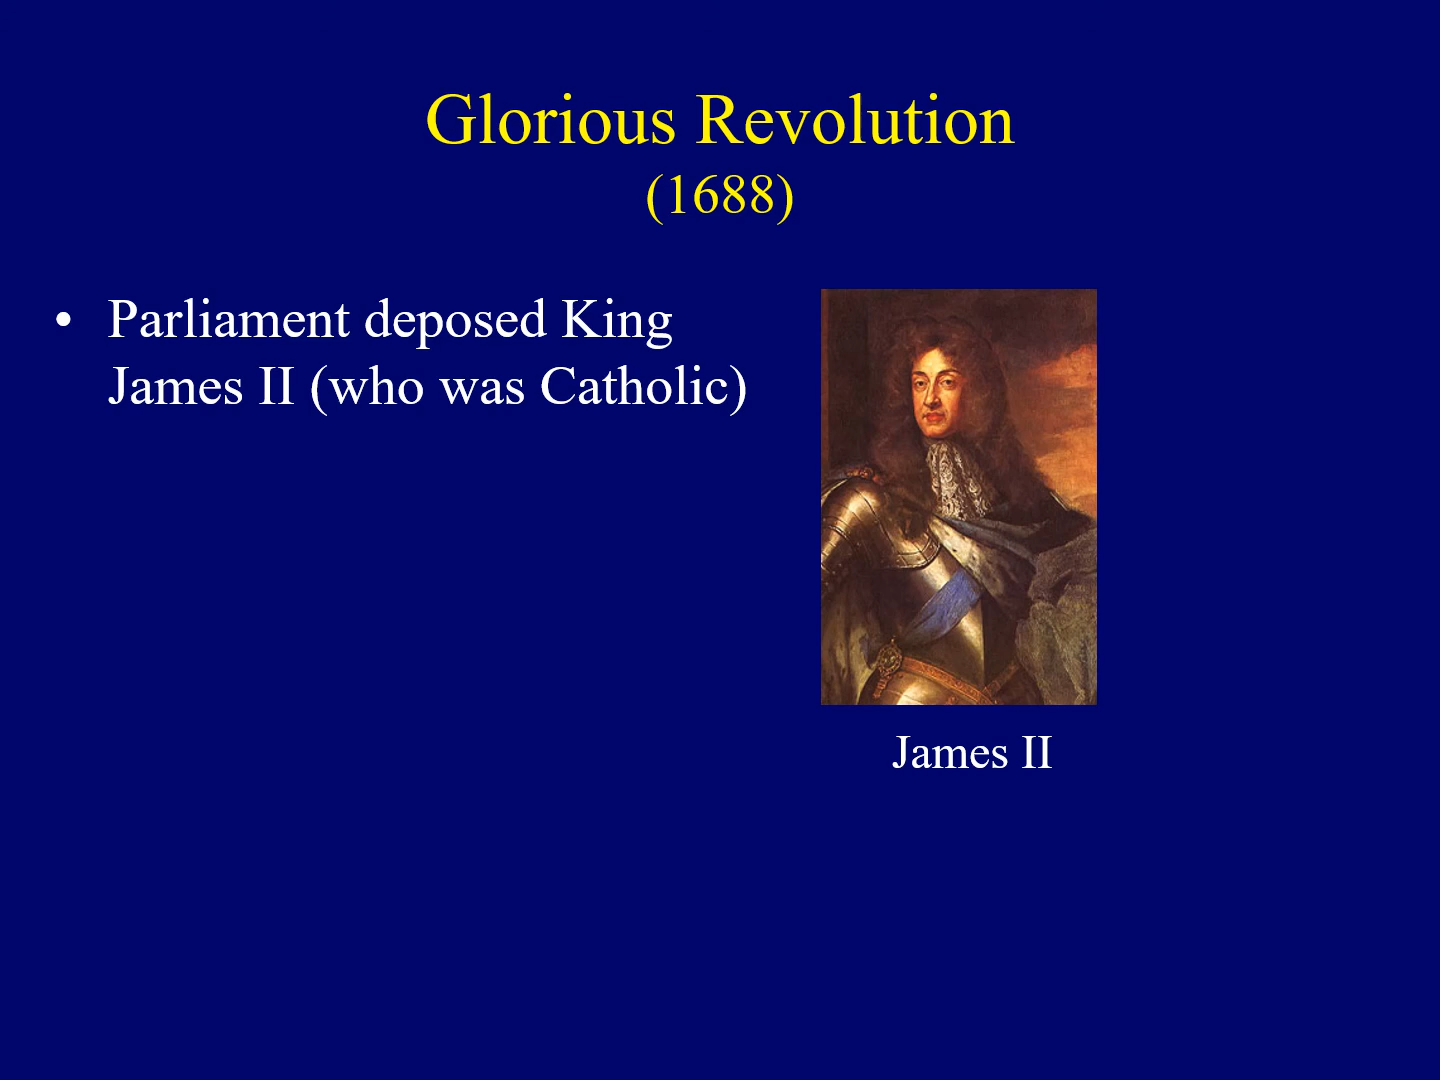 Glorious Revolution
(1688)
• Parliament deposed King
James II (who was Catholic)
James II